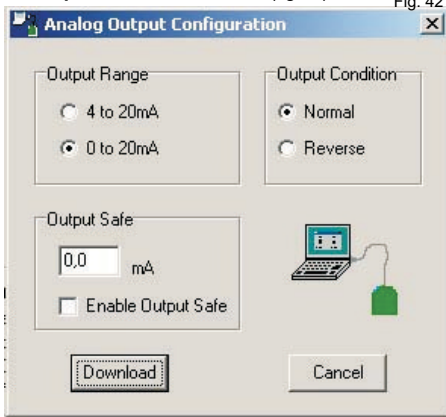 Fig. 42
Analog Output Configuration
Output Range
4 to 20mA
0 to 20mA
Output Condition
Normal
Reverse
Output Safe
0,0 mA
Enable Output Safe
Download
Cancel